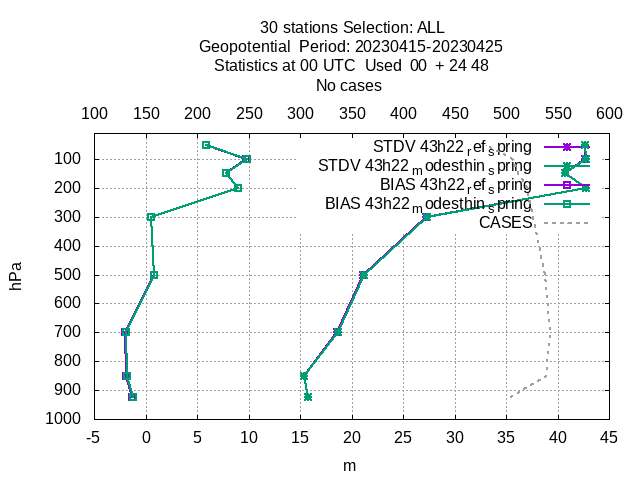 30 stations Selection: ALL
Geopotential  Period: 20230415-20230425
Statistics at 00 UTC  Used  00  + 24 48
No cases
100 150 200 250 300 350 400 450 500 550 600
STDV 43h22_ref_spring
STDV 43h22_modesthin_spring
BIAS 43h22_ref_spring
BIAS 43h22_modesthin_spring
CASES
100
200
300
400
500
600
700
800
900
1000
hPa
-5 0 5 10 15 20 25 30 35 40 45
m